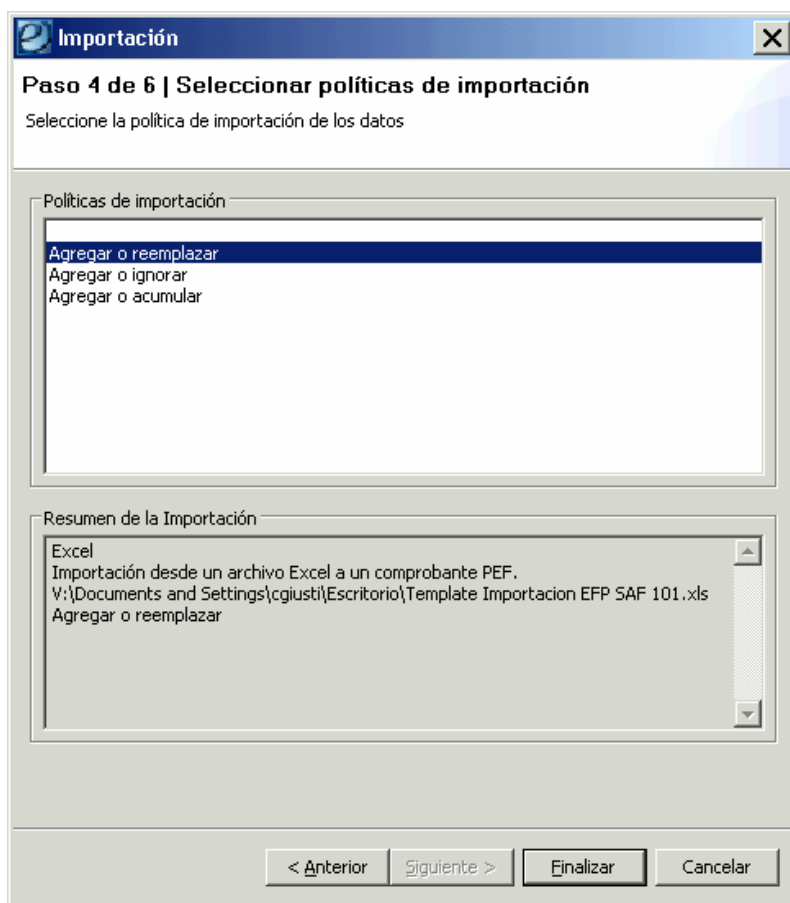 Importación
Paso 4 de 6 | Seleccionar políticas de importación
Seleccione la política de importación de los datos
Políticas de importación
Agregar o reemplazar
Agregar o ignorar
Agregar o acumular
Resumen de la Importación
Excel
Importación desde un archivo Excel a un comprobante PEF.
V:\Documents and Settings\cgiusti\Escritorio\Template Importacion EFP SAF 101.xls
Agregar o reemplazar
< Anterior Siguiente > Finalizar Cancelar